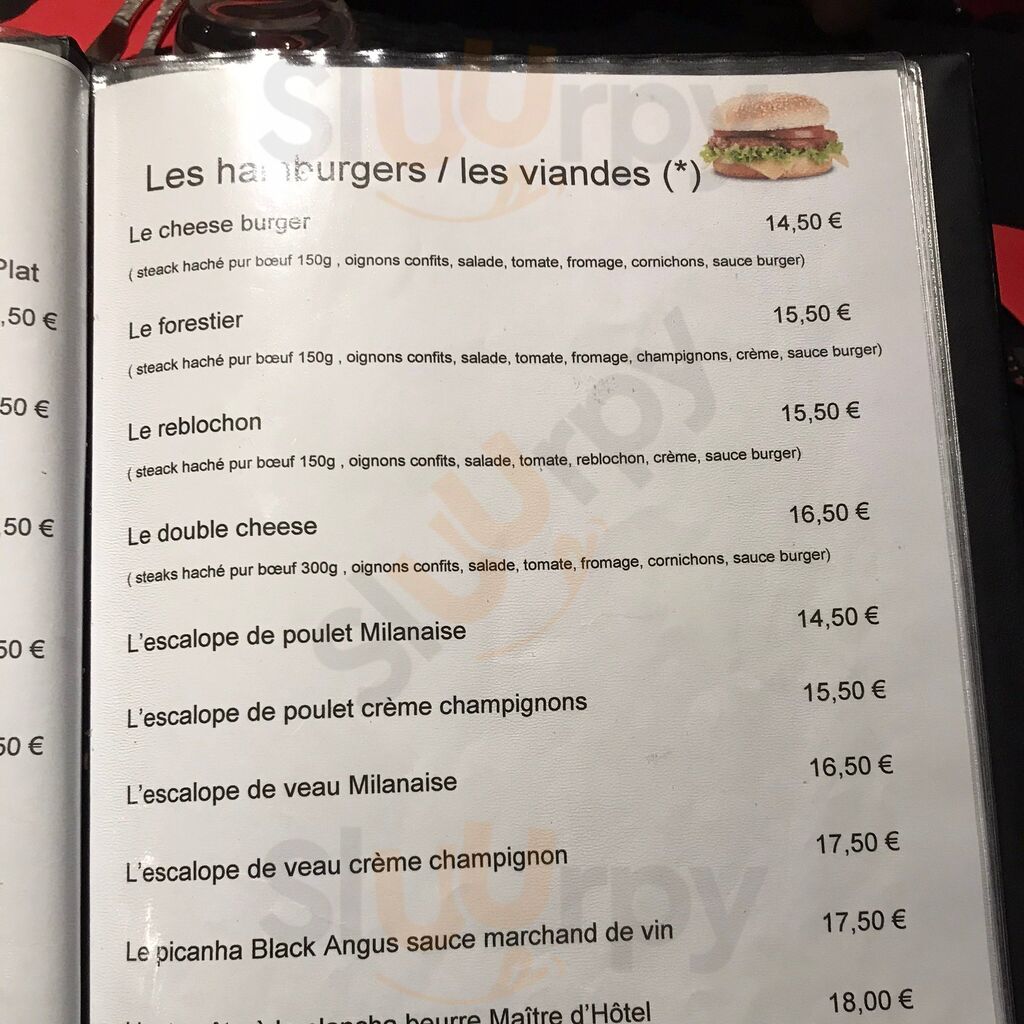 Sluurpy
Les hamburgers / les viandes (*)
Le cheese burger 14,50 €
( steack haché pur bœuf 150g , oignons confits, salade, tomate, fromage, cornichons, sauce burger)
Le forestier 15,50 €
( steack haché pur bœuf 150g , oignons confits, salade, tomate, fromage, champignons, crème, sauce burger)
Le reblochon 15,50 €
( steack haché pur bœuf 150g , oignons confits, salade, tomate, reblochon, crème, sauce burger)
Sluurpy
Le double cheese 16,50 €
( steaks haché pur bœuf 300g , oignons confits, salade, tomate, fromage, cornichons, sauce burger)
L'escalope de poulet Milanaise 14,50 €
L'escalope de poulet crème champignons 15,50 €
L'escalope de veau Milanaise 16,50 €
L'escalope de veau crème champignon 17,50 €
Sluurpy
Le picanha Black Angus sauce marchand de vin 17,50 €
beurre Maître d'Hôtel 18,00 €
Plat
,50 €
50 €
50 €
50 €
50 €